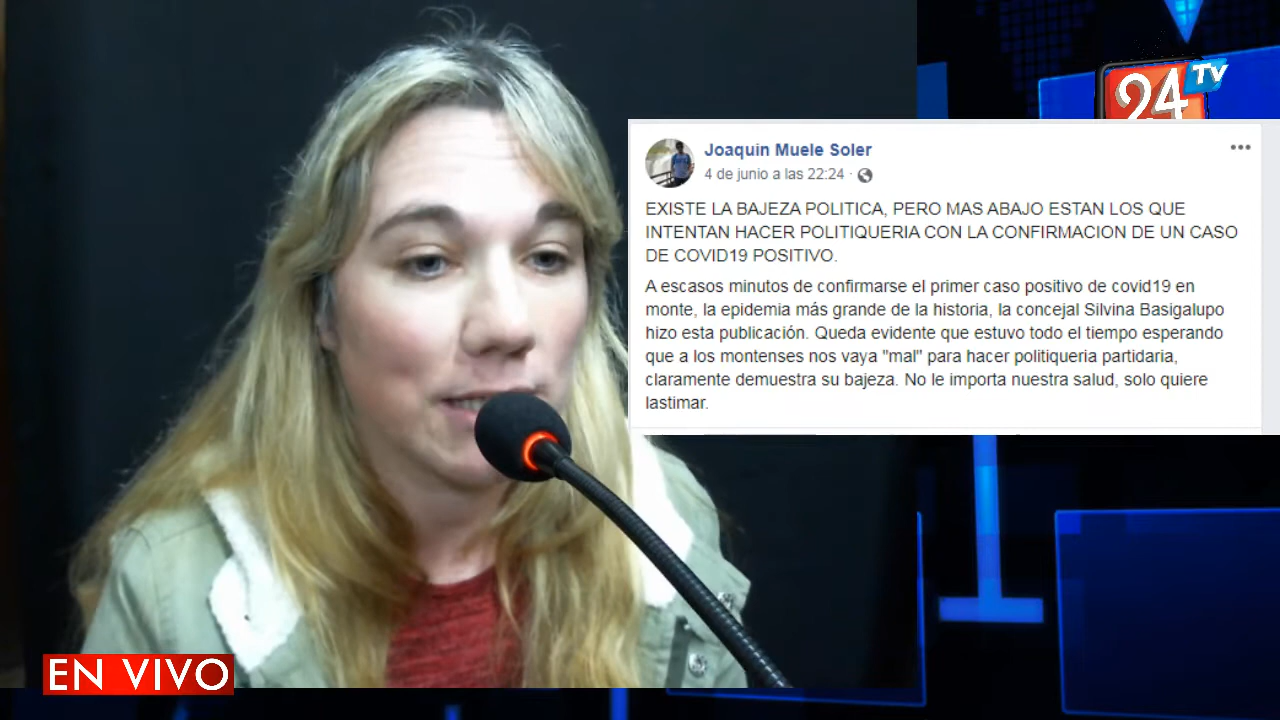 24 TV
Joaquin Muele Soler
4 de junio a las 22:24 ·
EXISTE LA BAJEZA POLITICA, PERO MAS ABAJO ESTAN LOS QUE
INTENTAN HACER POLITIQUERIA CON LA CONFIRMACION DE UN CASO
DE COVID19 POSITIVO.
A escasos minutos de confirmarse el primer caso positivo de covid19 en
monte, la epidemia más grande de la historia, la concejal Silvina Basigalupo
hizo esta publicación. Queda evidente que estuvo todo el tiempo esperando
que a los montenses nos vaya "mal" para hacer politiqueria partidaria,
claramente demuestra su bajeza. No le importa nuestra salud, solo quiere
lastimar.
EN VIVO